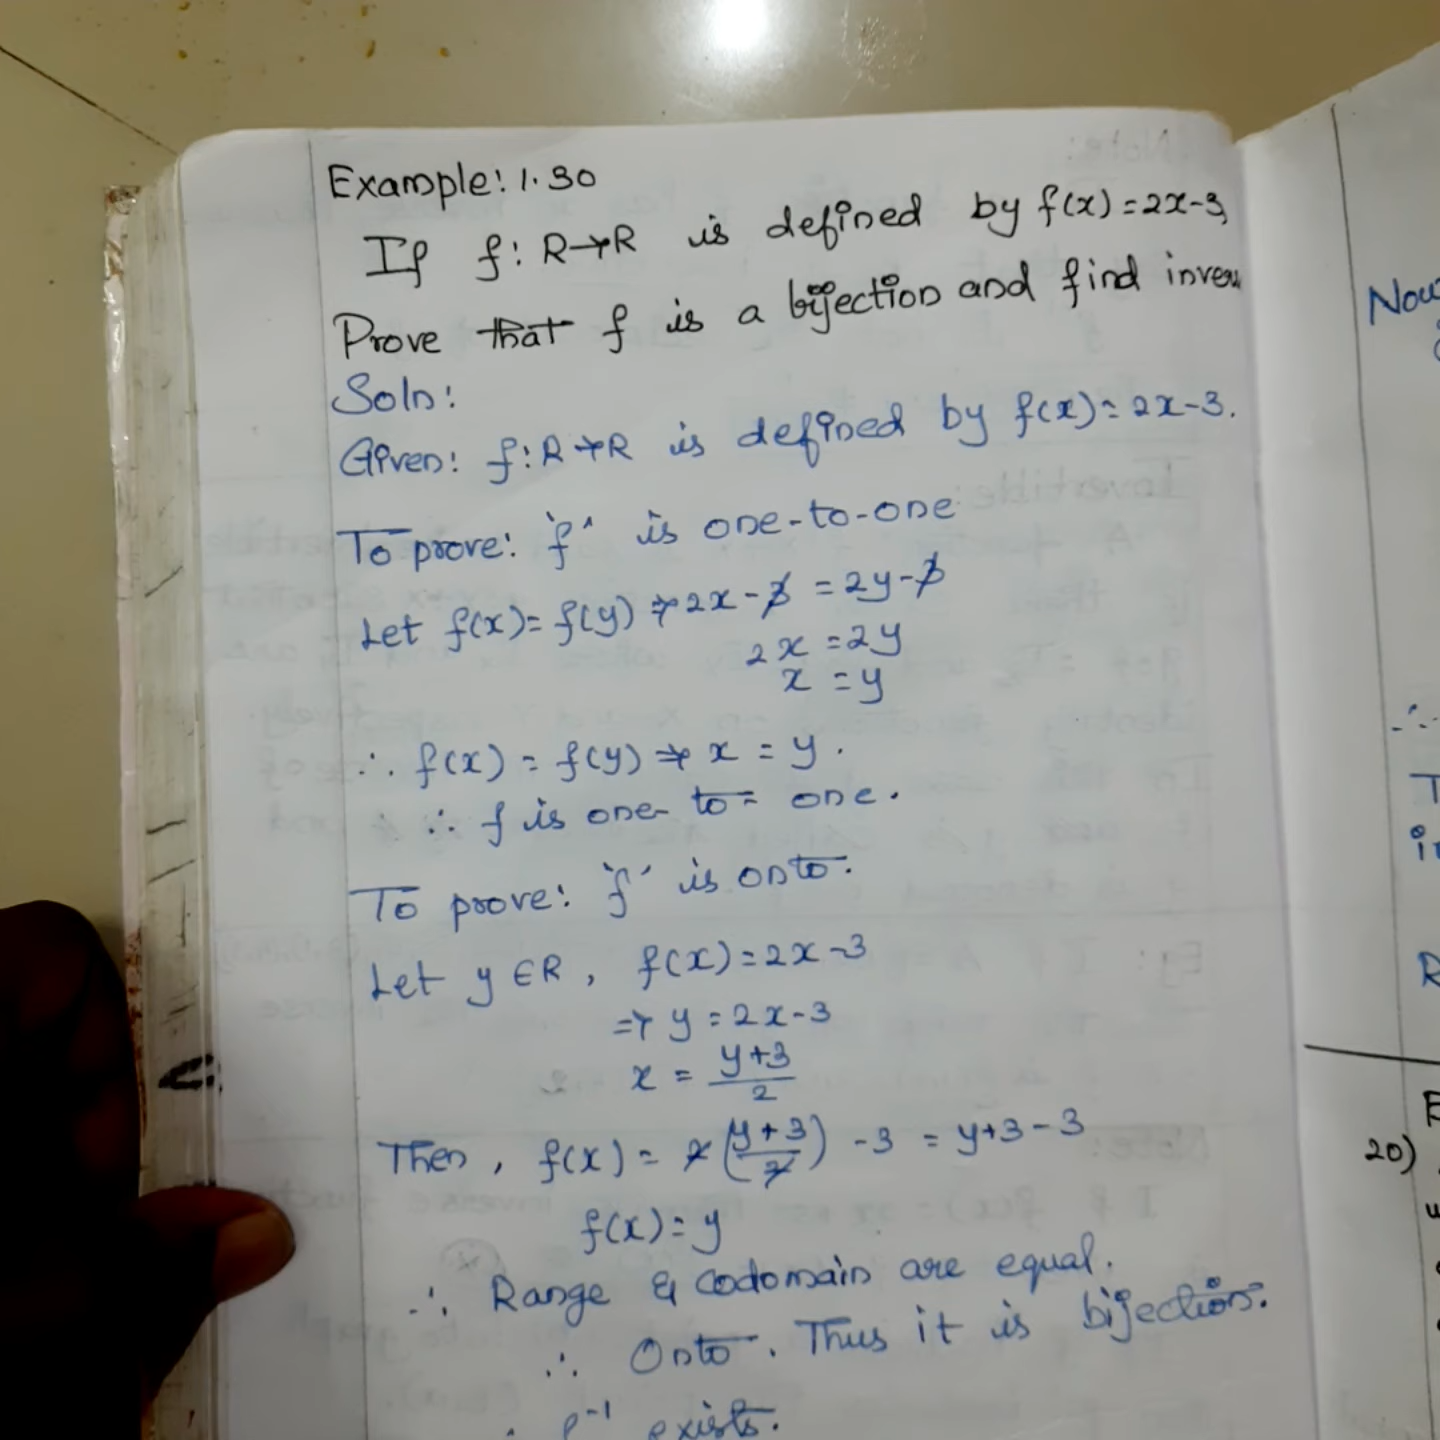 Example: 1.30
If f: R→R is defined by f(x)=2x-3,
Prove that f is a bijection and find
Soln:
Given: f: R→R is defined by f(x)=2x-3.
To prove: 'f' is one-to-one
Let f(x)=f(y) ⇒ 2x-3 = 2y-3
2x = 2y
x = y
∴ f(x) = f(y) ⇒ x = y.
∴ f is one-to-one.
To prove: 'f' is onto.
Let y ∈ R, f(x)=2x-3
⇒ y = 2x-3
x = y+3/2
Then, f(x) = 2(y+3/2) -3 = y+3-3
f(x)=y
∴ Range & codomain are equal.
∴ Onto. Thus it is bijection.
∴ f⁻¹ exists.
20)